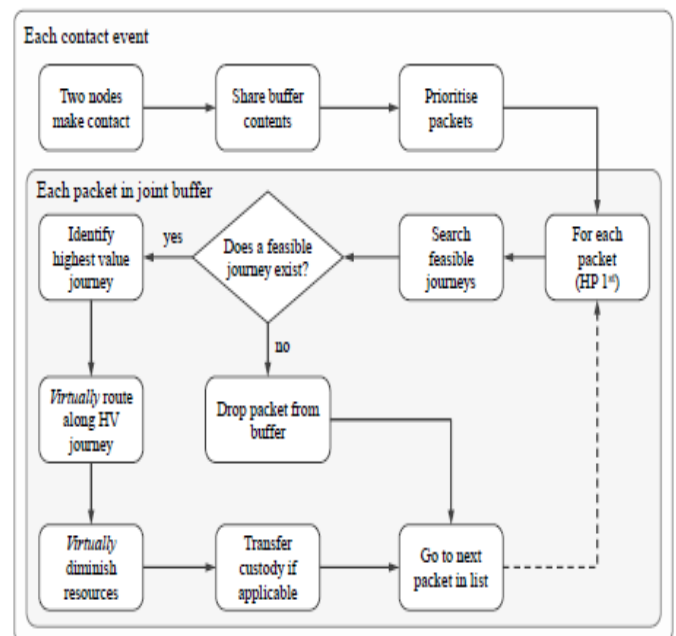 Each contact event
Two nodes
make contact
Share buffer
contents
Prioritise
packets
Each packet in joint buffer
Identify
highest value
journey
yes
Does a feasible
journey exist?
Search
feasible
journeys
For each
packet
(HP 1st)
no
Virtually route
along HV
journey
Drop packet from
buffer
Virtually
diminish
resources
Transfer
custody if
applicable
Go to next
packet in list